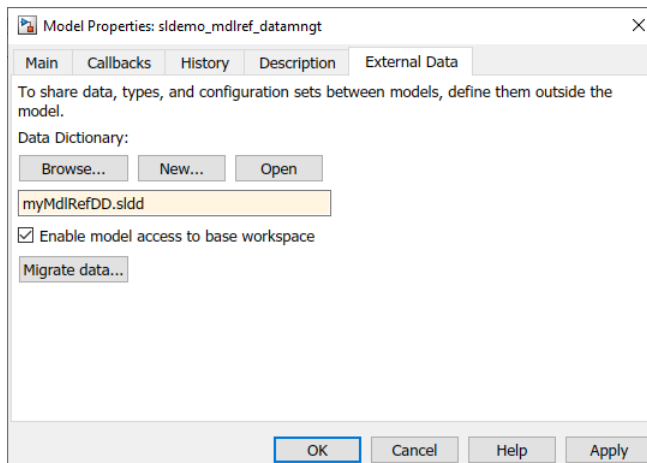 Model Properties: sldemo_mdlref_datamngt
Main Callbacks History Description External Data
To share data, types, and configuration sets between models, define them outside the
model.
Data Dictionary:
Browse... New... Open
myMdlRefDD.sldd
Enable model access to base workspace
Migrate data...
OK Cancel Help Apply